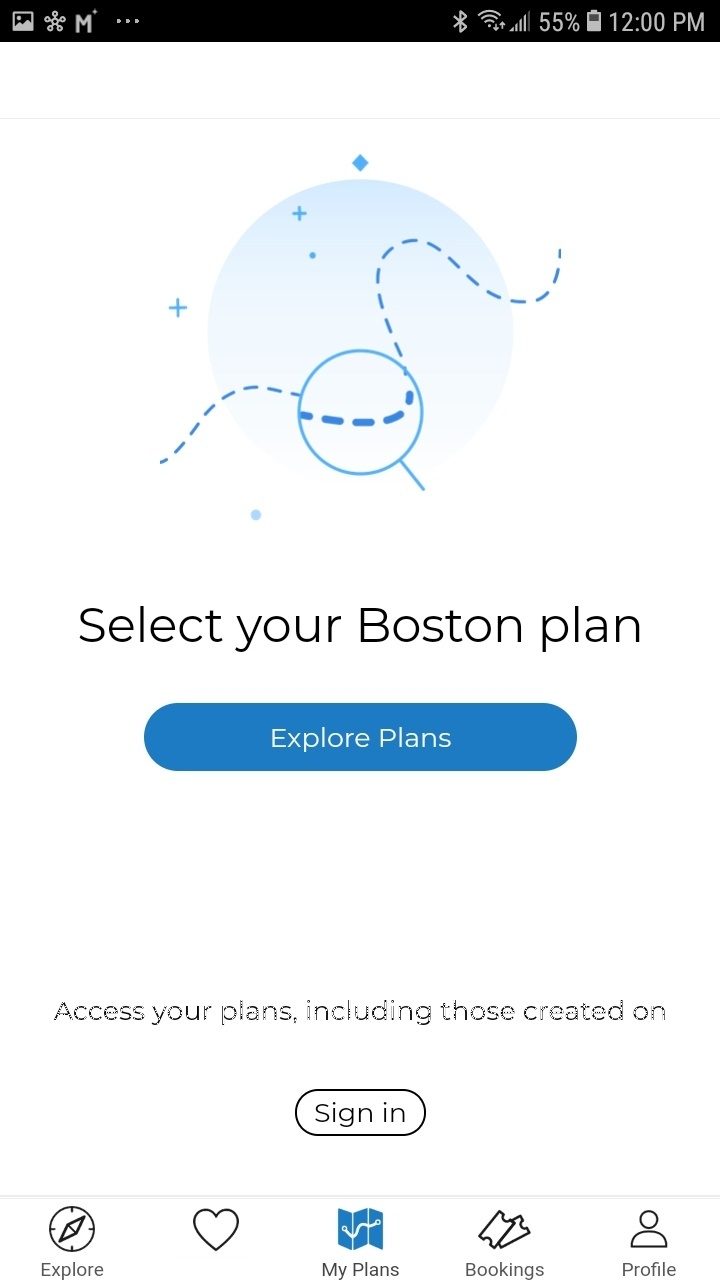 55% 12:00 PM
Select your Boston plan
Explore Plans
Access your plans, including those created on
Sign in
Explore
My Plans
Bookings
Profile